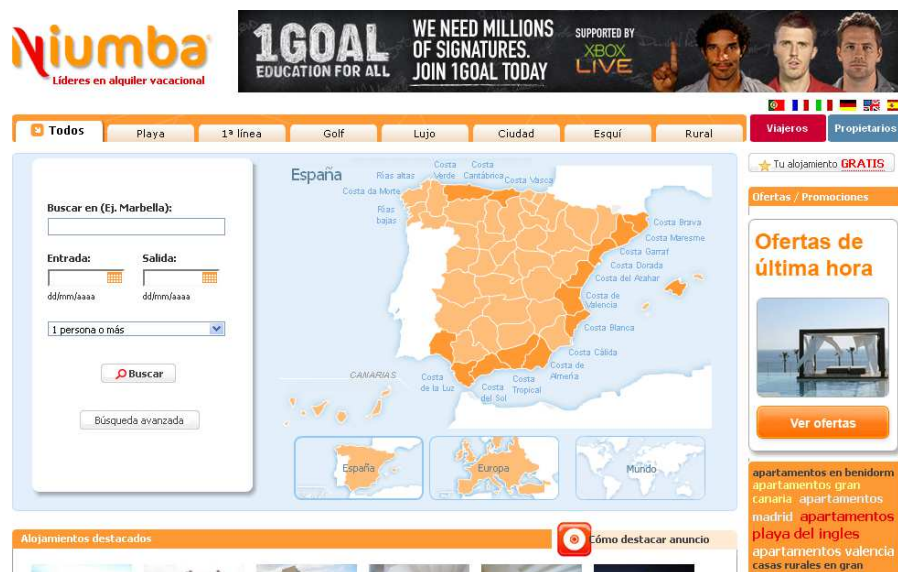 Niumba
Líderes en alquiler vacacional
1GOAL
EDUCATION FOR ALL
WE NEED MILLIONS
OF SIGNATURES.
JOIN 1GOAL TODAY
SUPPORTED BY
XBOX
LIVE
Todos
Playa
1ª línea
Golf
Lujo
Ciudad
Esquí
Rural
Viajeros
Propietarios
Buscar en (Ej. Marbella):
Entrada:
Salida:
dd/mm/aaaa
dd/mm/aaaa
1 persona o más
Buscar
Búsqueda avanzada
España
Rías altas
Costa
Verde
Costa
Cantábrica
Costa Vasca
Costa da Morte
Rías
bajas
Costa Brava
Costa Maresme
Costa Garraf
Costa Dorada
Costa del Azahar
Costa de
Valencia
Costa Blanca
Costa Cálida
Costa de
Almería
Costa
Tropical
Costa
del Sol
Costa
de la Luz
CANARIAS
España
Europa
Mundo
Tu alojamiento GRATIS
Ofertas / Promociones
Ofertas de
última hora
Ver ofertas
apartamentos en benidorm
apartamentos gran
canaria apartamentos
madrid apartamentos
playa del ingles
apartamentos valencia
casas rurales en gran
Alojamientos destacados
Cómo destacar anuncio